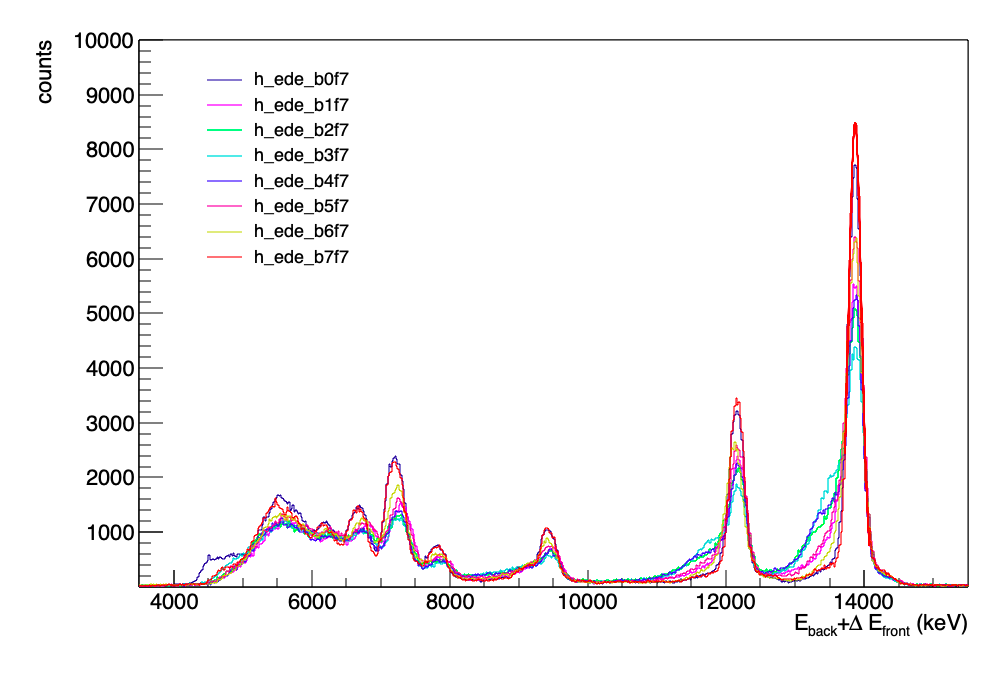 counts
10000
9000
8000
7000
6000
5000
4000
3000
2000
1000
h_ede_b0f7
h_ede_b1f7
h_ede_b2f7
h_ede_b3f7
h_ede_b4f7
h_ede_b5f7
h_ede_b6f7
h_ede_b7f7
4000 6000 8000 10000 12000 14000
E_back+Δ E_front (keV)